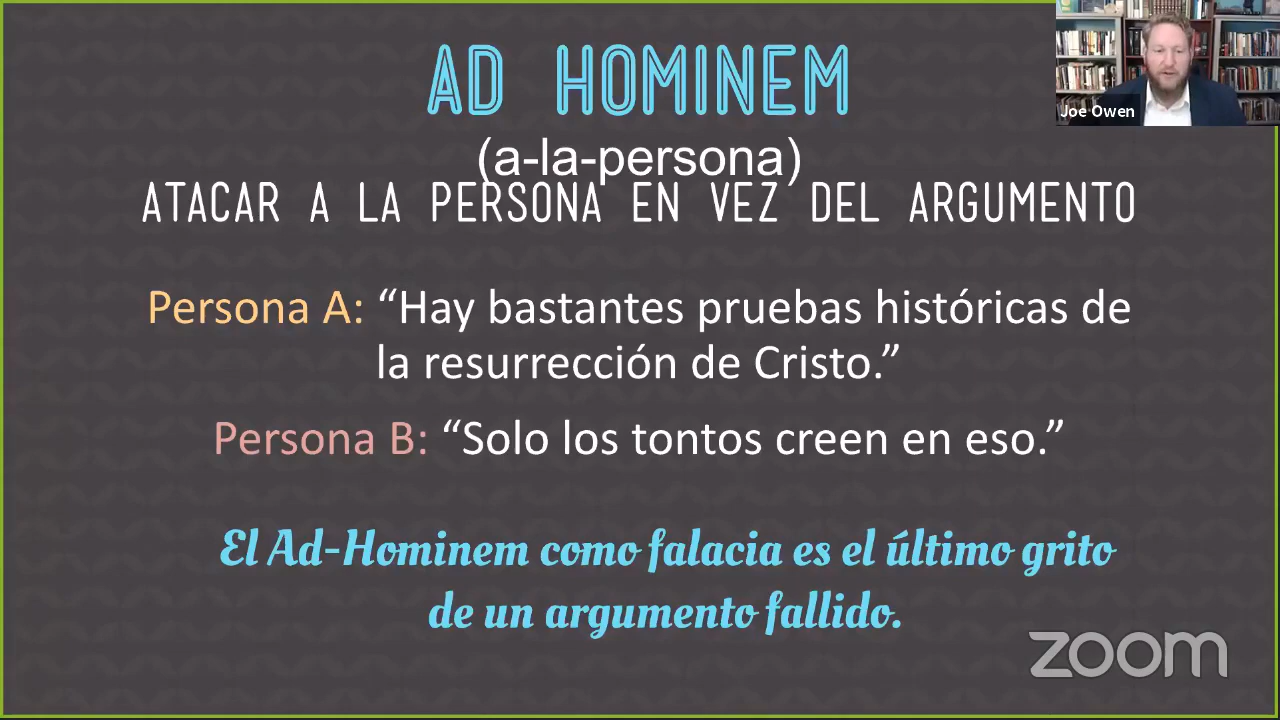 AD HOMINEM
(a-la-persona)
ATACAR A LA PERSONA EN VEZ DEL ARGUMENTO
Persona A: “Hay bastantes pruebas históricas de
la resurrección de Cristo.”
Persona B: “Solo los tontos creen en eso.”
El Ad-Hominem como falacia es el último grito
de un argumento fallido.
Joe Owen
zoom